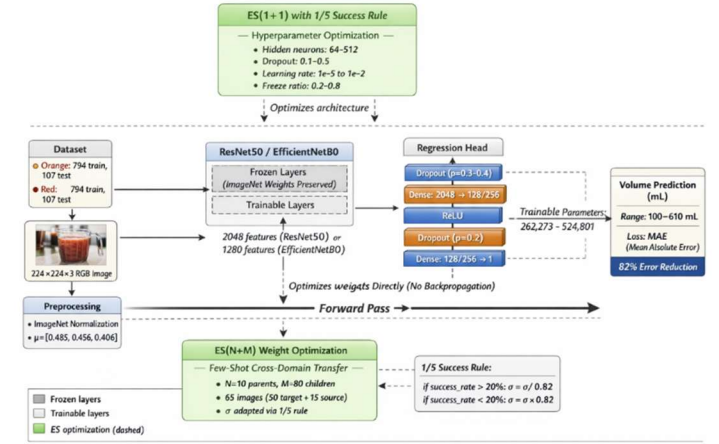 ES(1+1) with 1/5 Success Rule
Hyperparameter Optimization
• Hidden neurons: 64–512
• Dropout: 0.1–0.5
• Learning rate: 1e-5 to 1e-2
• Freeze ratio: 0.2–0.8
Optimizes architecture
Dataset
Orange: 794 train,
107 test
Red: 794 train,
107 test
224×224×3 RGB Image
Preprocessing
• ImageNet Normalization
• μ=[0.485, 0.456, 0.406]
ResNet50 / EfficientNetB0
Frozen Layers
(ImageNet Weights Preserved)
Trainable Layers
2048 features (ResNet50) or
1280 features (EfficientNetB0)
Regression Head
Dropout (p=0.3-0.4)
Dense: 2048 → 128/256
ReLU
Dropout (p=0.2)
Dense: 128/256 → 1
Trainable Parameters:
262,273 – 524,801
Volume Prediction
(mL)
Range: 100–610 mL
Loss: MAE
(Mean Absolute Error)
82% Error Reduction
Optimizes weights Directly (No Backpropagation)
Forward Pass
ES(N+M) Weight Optimization
Few-Shot Cross-Domain Transfer
• N=10 parents, M=80 children
• 65 images (50 target + 15 source)
• σ adapted via 1/5 rule
1/5 Success Rule:
if success_rate > 20%: σ = σ/ 0.82
if success_rate < 20%: σ = σ × 0.82
Frozen layers
Trainable layers
ES optimization (dashed)